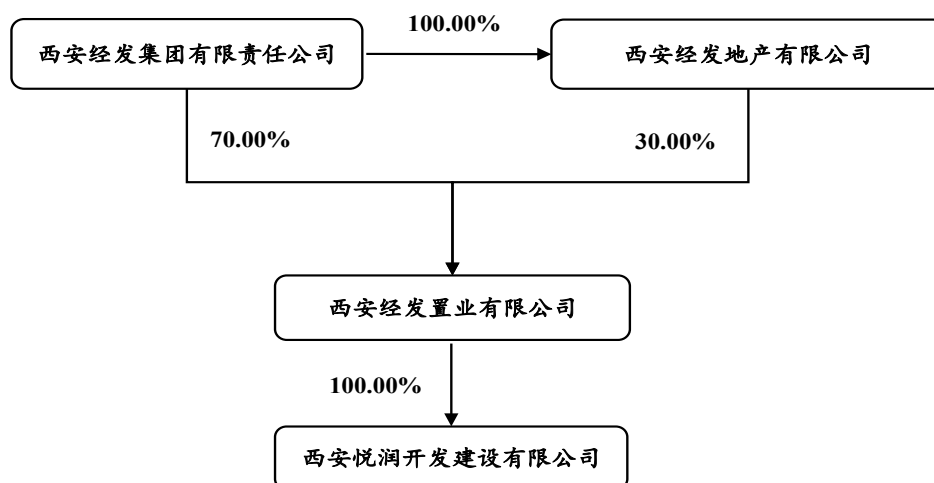 100.00%
西安经发集团有限责任公司
西安经发地产有限公司
70.00%
30.00%
西安经发置业有限公司
100.00%
西安悦润开发建设有限公司